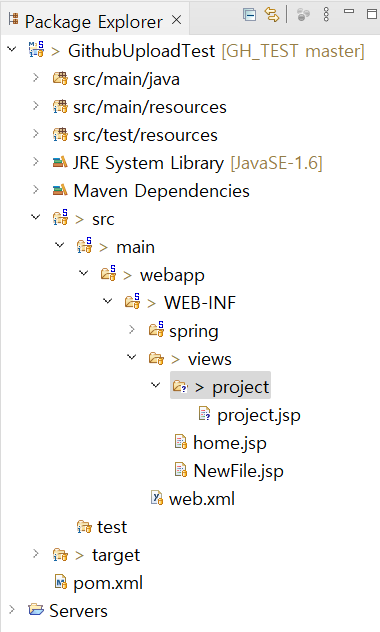 Package Explorer
> GithubUploadTest [GH_TEST master]
src/main/java
src/main/resources
src/test/resources
JRE System Library [JavaSE-1.6]
Maven Dependencies
> src
> main
> webapp
> WEB-INF
spring
> views
> project
project.jsp
home.jsp
NewFile.jsp
web.xml
test
> target
pom.xml
Servers